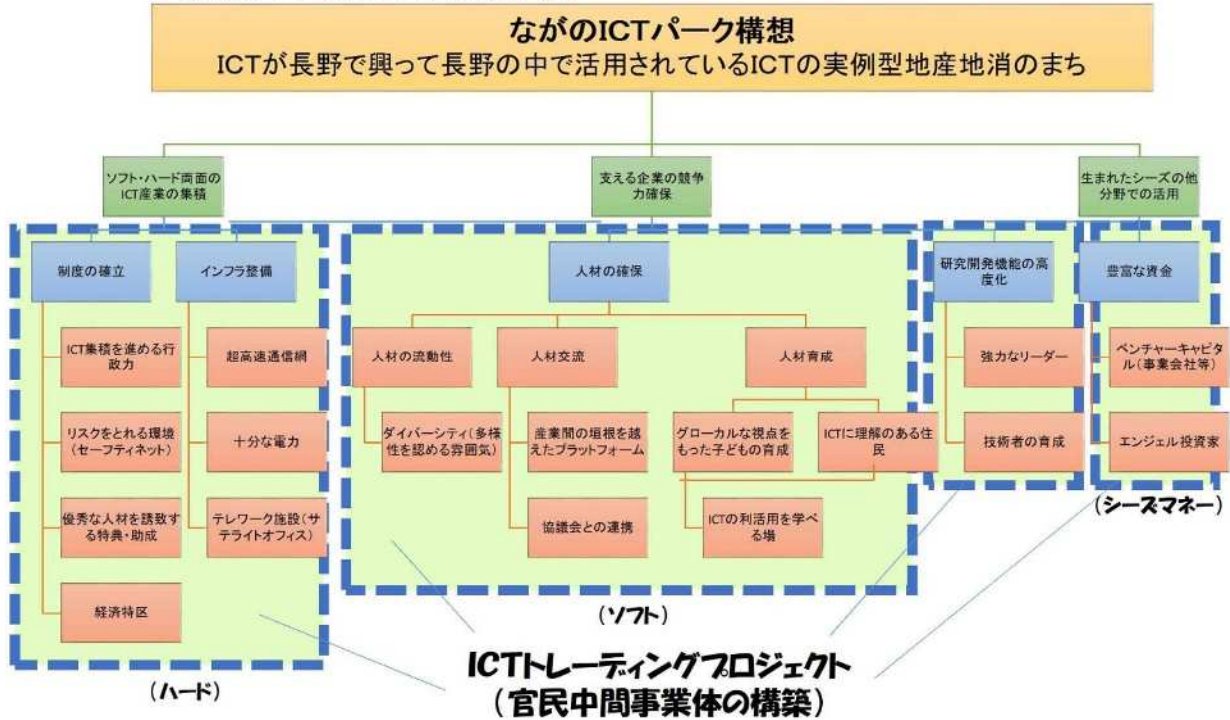 ながのICTパーク構想
ICTが長野で興って長野の中で活用されているICTの実例型地産地消のまち
ソフト・ハード両面の
ICT産業の集積
支える企業の競争
力確保
生まれたシーズの他
分野での活用
制度の確立
インフラ整備
人材の確保
研究開発機能の高
度化
豊富な資金
ICT集積を進める行
政力
超高速通信網
人材の流動性
人材交流
人材育成
強力なリーダー
ベンチャーキャピタ
ル(事業会社等)
リスクをとれる環境
(セーフティネット)
十分な電力
ダイバーシティ(多様
性を認める雰囲気)
産業間の垣根を越
えたプラットフォーム
グローカルな視点を
もった子どもの育成
ICTに理解のある住
民
技術者の育成
エンジェル投資家
優秀な人材を誘致す
る特典・助成
テレワーク施設(サ
テライトオフィス)
協議会との連携
ICTの利活用を学べ
る場
(シーズマネー)
経済特区
(ソフト)
(ハード)
ICTトレーディングプロジェクト
(官民中間事業体の構築)